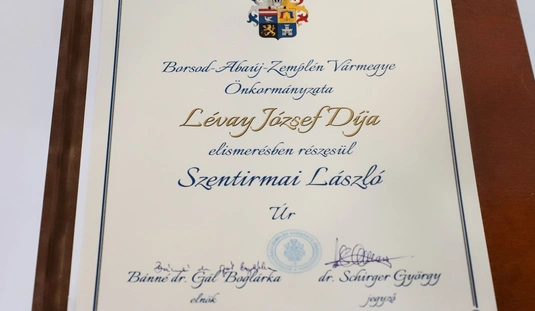 Borsod-Abaúj-Zemplén Vármegye
Önkormányzata
Lévay József Díja
elismerésben részesül
Szentirmai László
Úr
Bánné dr. Gál Boglárka
elnök
dr. Schirger György
jegyző